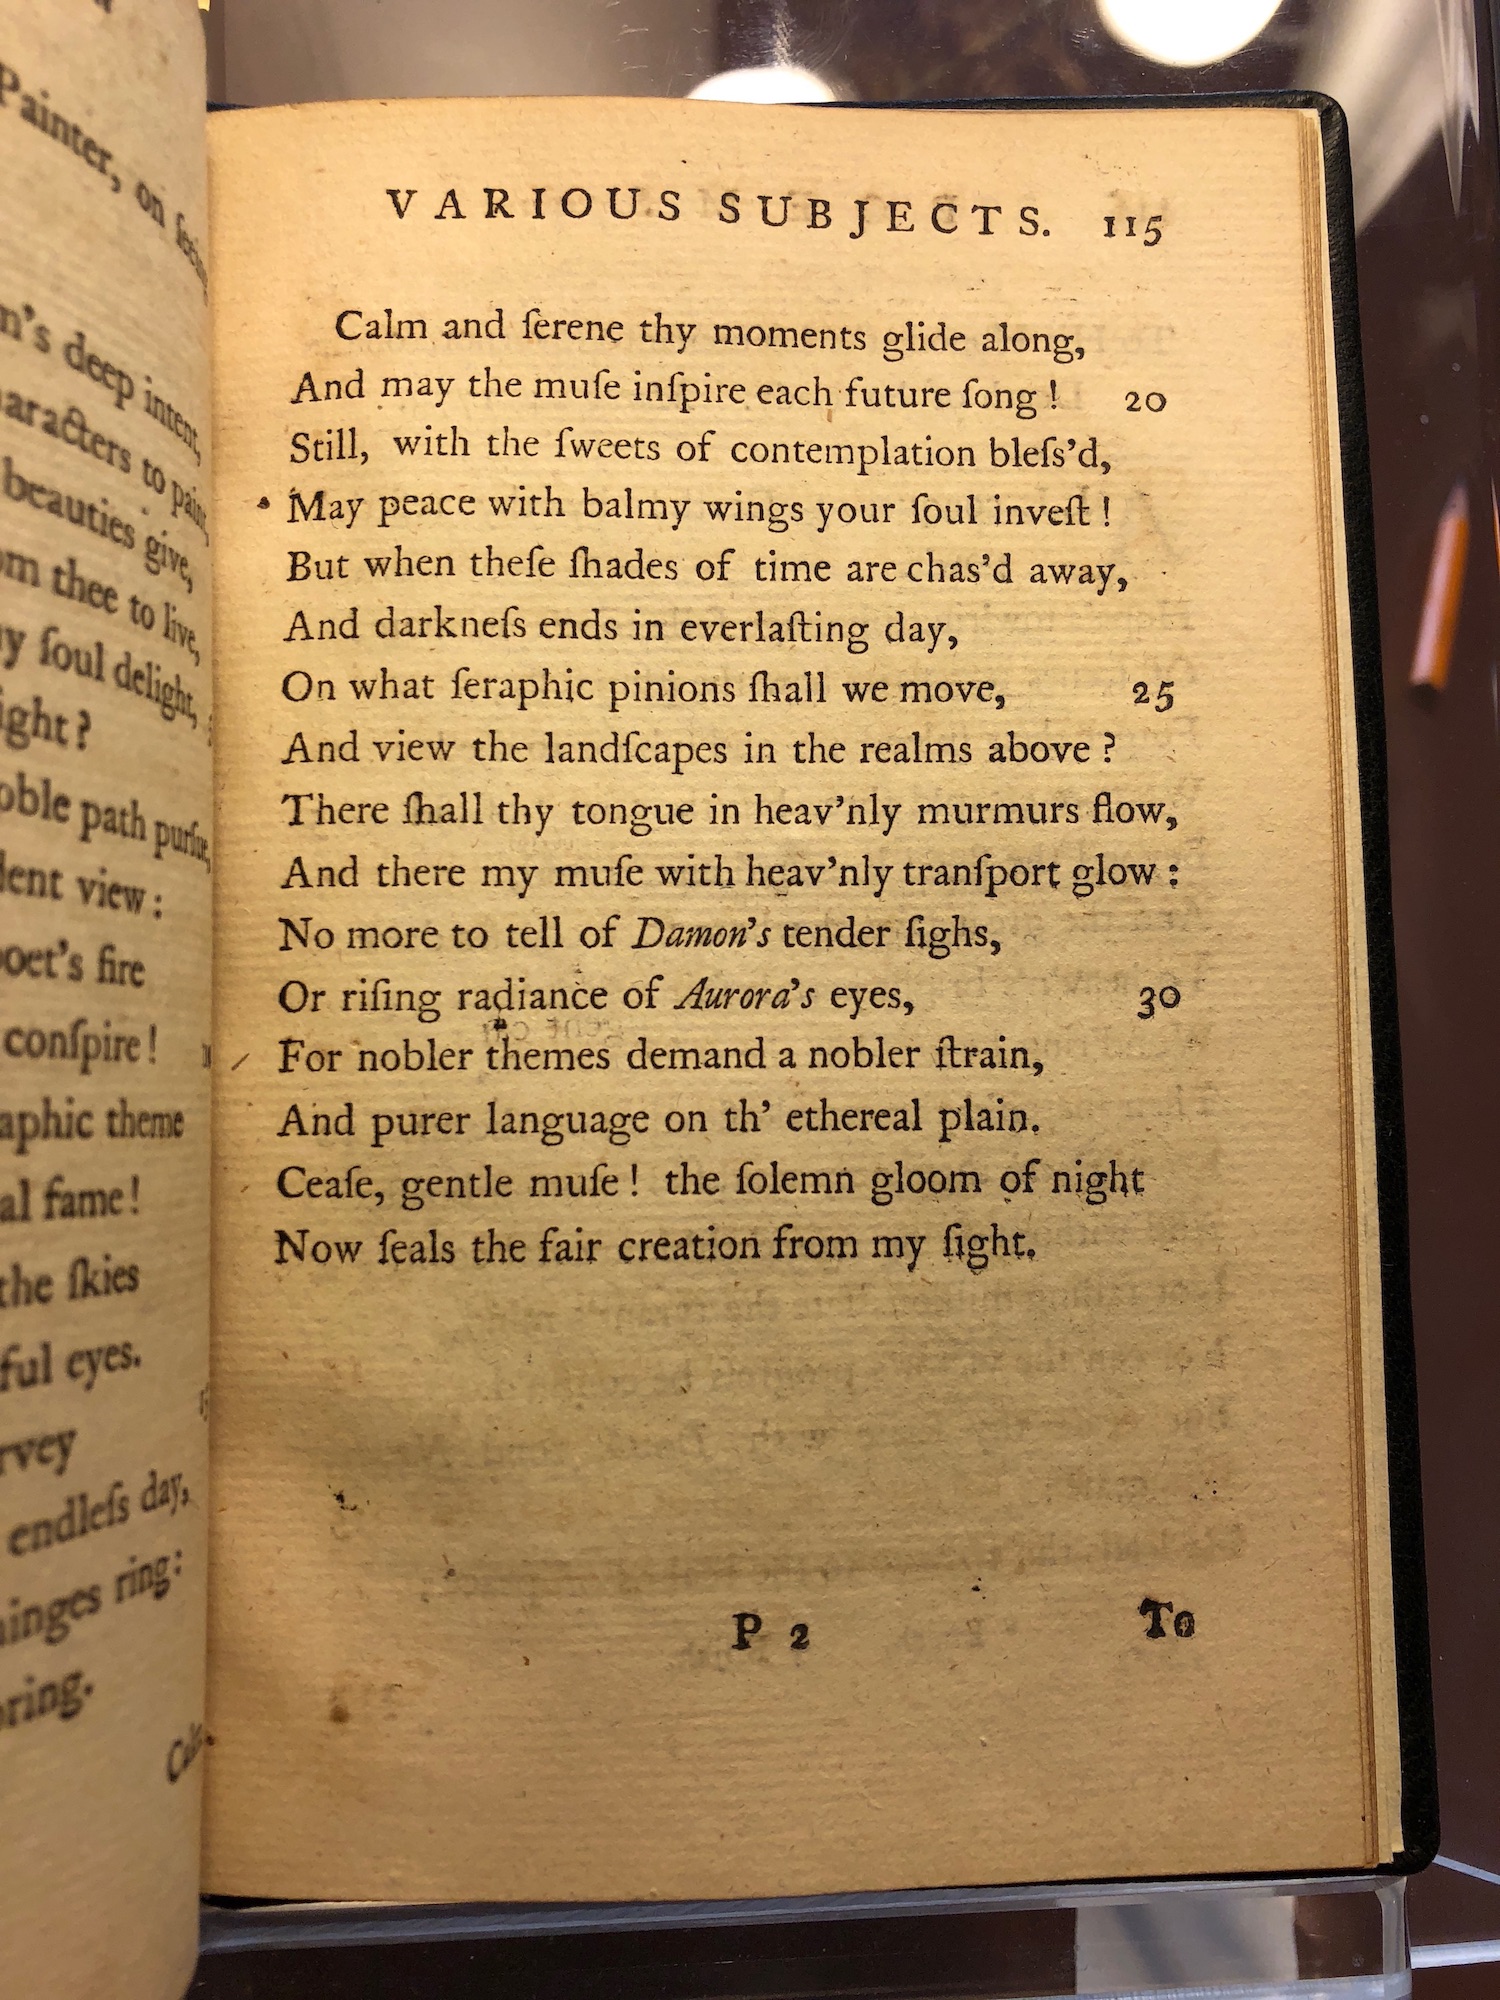 Painter, on
m's deep intent,
aracters to paint,
beauties give,
om thee to live,
y ſoul delight,
ight?
oble path purſue,
dent view:
oet's fire
conſpire!
aphic theme
al fame!
the ſkies
ful eyes.
rvey
endleſs day,
hinges ring:
pring.
VARIOUS SUBJECTS. 115
Calm and ſerene thy moments glide along,
And may the muſe inſpire each future ſong! 20
Still, with the ſweets of contemplation bleſs'd,
May peace with balmy wings your ſoul inveſt!
But when theſe ſhades of time are chas'd away,
And darkneſs ends in everlaſting day,
On what ſeraphic pinions ſhall we move, 25
And view the landſcapes in the realms above?
There ſhall thy tongue in heav'nly murmurs flow,
And there my muſe with heav'nly tranſport glow:
No more to tell of Damon's tender ſighs,
Or riſing radiance of Aurora's eyes, 30
For nobler themes demand a nobler ſtrain,
And purer language on th' ethereal plain.
Ceaſe, gentle muſe! the ſolemn gloom of night
Now ſeals the fair creation from my ſight.
P 2 To